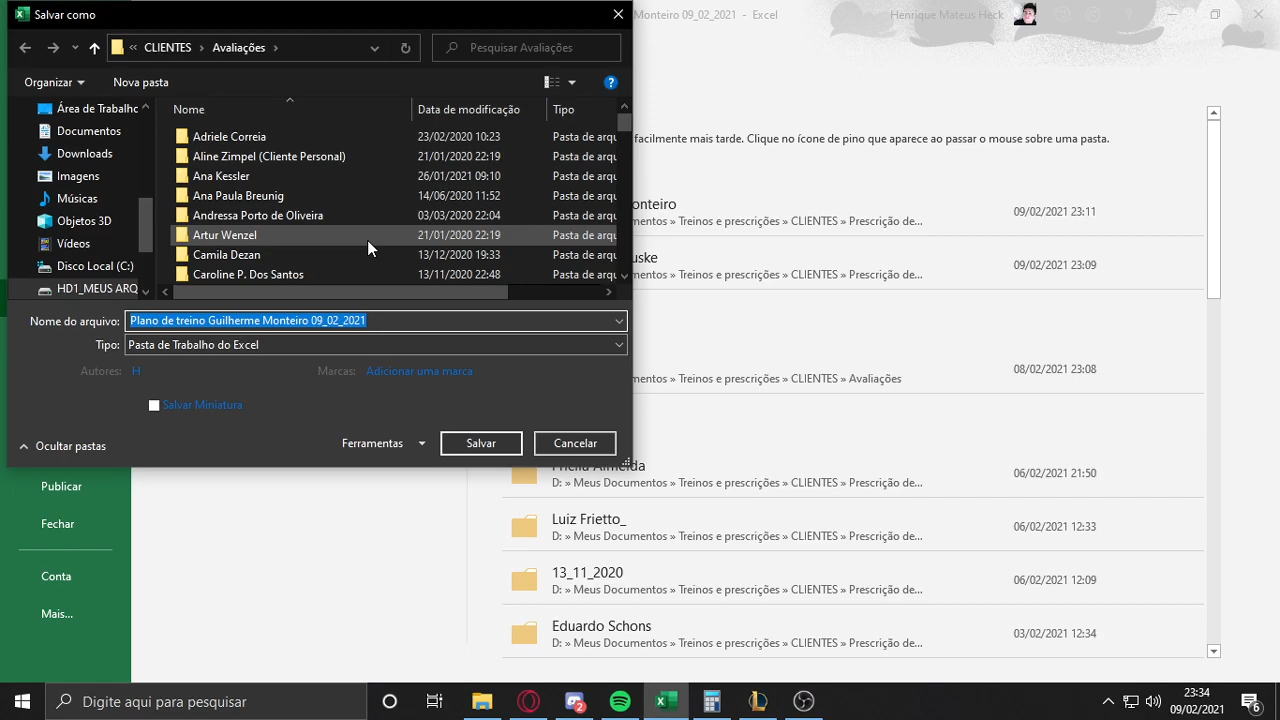 Salvar como
Monteiro 09_02_2021 - Excel
Henrique Mateus Heck
CLIENTES
Avaliações
Pesquisar Avaliações
Organizar
Nova pasta
Área de Trabalho
Documentos
Downloads
Imagens
Músicas
Objetos 3D
Vídeos
Disco Local (C:)
HD1_MEUS ARQ
Nome Data de modificação Tipo
Adriele Correia 23/02/2020 10:23 Pasta de arqu
Aline Zimpel (Cliente Personal) 21/01/2020 22:19 Pasta de arqu
Ana Kessler 26/01/2021 09:10 Pasta de arqu
Ana Paula Breunig 14/06/2020 11:52 Pasta de arqu
Andressa Porto de Oliveira 03/03/2020 22:04 Pasta de arqu
Artur Wenzel 21/01/2020 22:19 Pasta de arqu
Camila Dezan 13/12/2020 19:33 Pasta de arqu
Caroline P. Dos Santos 13/11/2020 22:48 Pasta de arqu
Nome do arquivo: Plano de treino Guilherme Monteiro 09_02_2021
Tipo: Pasta de Trabalho do Excel
Autores: H
Marcas: Adicionar uma marca
Salvar Miniatura
Ocultar pastas
Ferramentas
Salvar
Cancelar
facilmente mais tarde. Clique no ícone de pino que aparece ao passar o mouse sobre uma pasta.
onteiro
mentos » Treinos e prescrições » CLIENTES » Prescrição de... 09/02/2021 23:11
uske
mentos » Treinos e prescrições » CLIENTES » Prescrição de... 09/02/2021 23:09
mentos » Treinos e prescrições » CLIENTES » Avaliações 08/02/2021 23:08
Almeida
D: » Meus Documentos » Treinos e prescrições » CLIENTES » Prescrição de... 06/02/2021 21:50
Luiz Frietto_
D: » Meus Documentos » Treinos e prescrições » CLIENTES » Prescrição de... 06/02/2021 12:33
13_11_2020
D: » Meus Documentos » Treinos e prescrições » CLIENTES » Prescrição de... 06/02/2021 12:09
Eduardo Schons
D: » Meus Documentos » Treinos e prescrições » CLIENTES » Prescrição de... 03/02/2021 12:34
Publicar
Fechar
Conta
Mais...
Digite aqui para pesquisar
2
23:34
09/02/2021
6